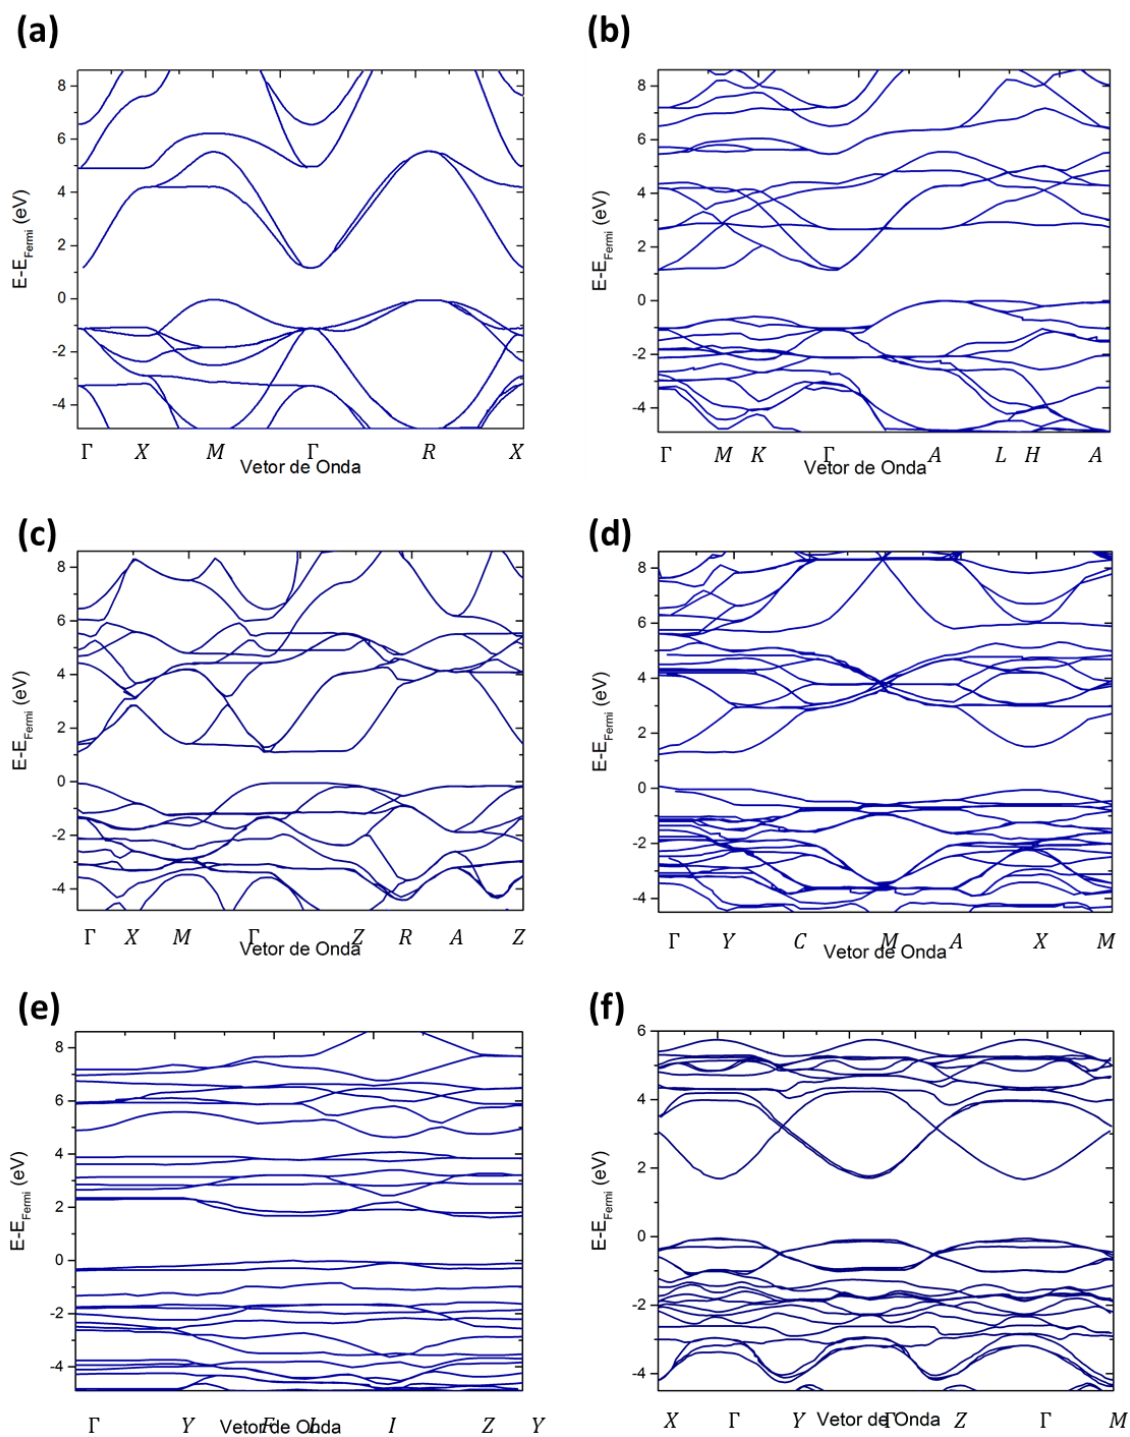 (a)
(b)
8
6
4
2
0
-2
-4
E-E_Fermi (eV)
Γ X M Γ R X
Vetor de Onda
8
6
4
2
0
-2
-4
E-E_Fermi (eV)
Γ M K Γ A L H A
Vetor de Onda
(c)
(d)
8
6
4
2
0
-2
-4
E-E_Fermi (eV)
Γ X M Γ Z R A Z
Vetor de Onda
8
6
4
2
0
-2
-4
E-E_Fermi (eV)
Γ Y C M A X M
Vetor de Onda
(e)
(f)
8
6
4
2
0
-2
-4
E-E_Fermi (eV)
Γ Y F L I Z Y
Vetor de Onda
6
4
2
0
-2
-4
E-E_Fermi (eV)
X Γ Y Γ Z Γ M
Vetor de Onda